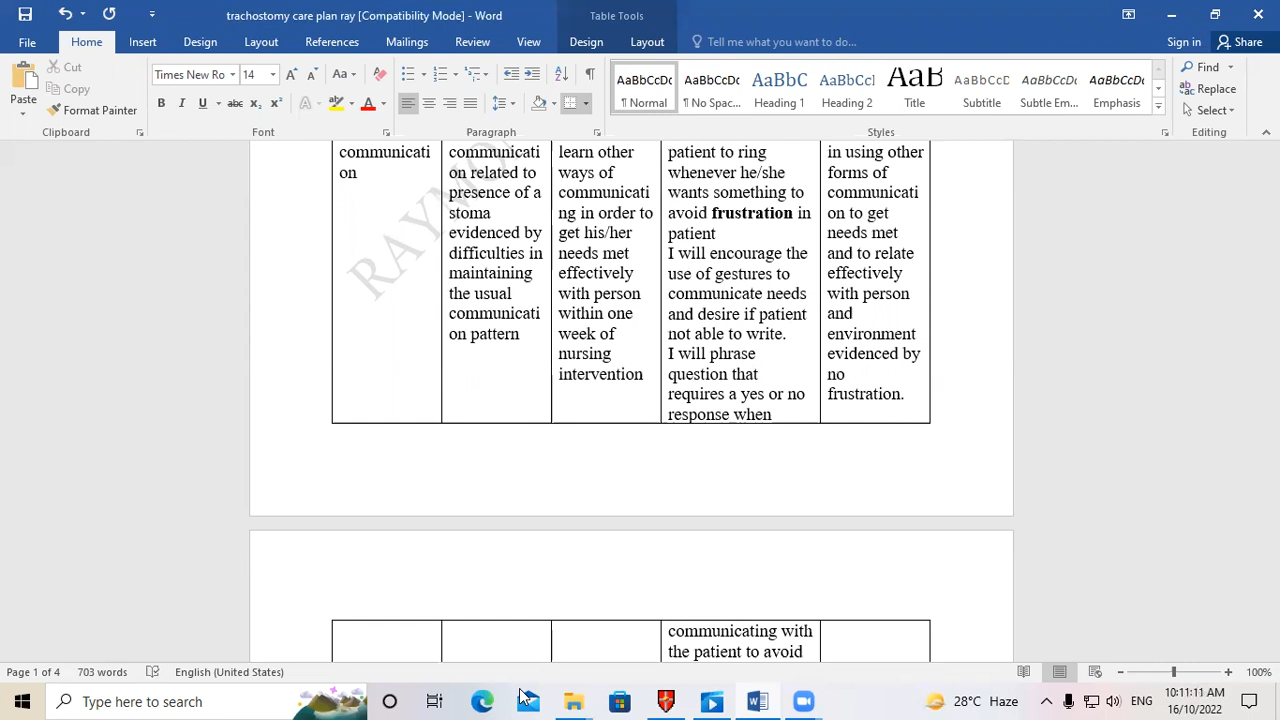 trachostomy care plan ray [Compatibility Mode] - Word
Table Tools
File
Home
Insert
Design
Layout
References
Mailings
Review
View
Design
Layout
Tell me what you want to do...
Sign in
Share
Paste
Cut
Copy
Format Painter
Clipboard
Times New Ro
14
Aa
B I U abc x₂ x²
A
Font
Paragraph
AaBbCcDc
¶ Normal
AaBbCcDc
¶ No Spac...
AaBbC
Heading 1
AaBbCcl
Heading 2
AaB
Title
AaBbCcD
Subtitle
AaBbCcDc
Subtle Em...
AaBbCcDc
Emphasis
Styles
Find
Replace
Select
Editing
communicati
on
communicati
on related to
presence of a
stoma
evidenced by
difficulties in
maintaining
the usual
communicati
on pattern
learn other
ways of
communicati
ng in order to
get his/her
needs met
effectively
with person
within one
week of
nursing
intervention
patient to ring
whenever he/she
wants something to
avoid frustration in
patient
I will encourage the
use of gestures to
communicate needs
and desire if patient
not able to write.
I will phrase
question that
requires a yes or no
response when
in using other
forms of
communicati
on to get
needs met
and to relate
effectively
with person
and
environment
evidenced by
no
frustration.
RAYMO
communicating with
the patient to avoid
Page 1 of 4
703 words
English (United States)
100%
Type here to search
28°C Haze
ENG
10:11:11 AM
16/10/2022